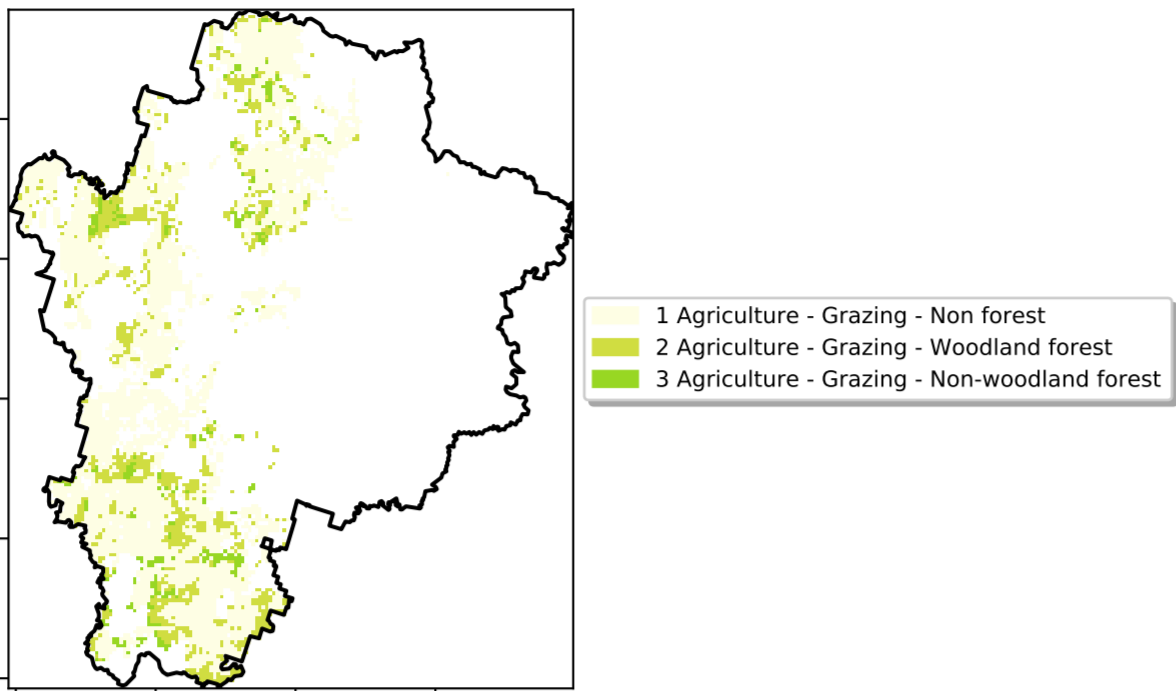 1 Agriculture - Grazing - Non forest
2 Agriculture - Grazing - Woodland forest
3 Agriculture - Grazing - Non-woodland forest